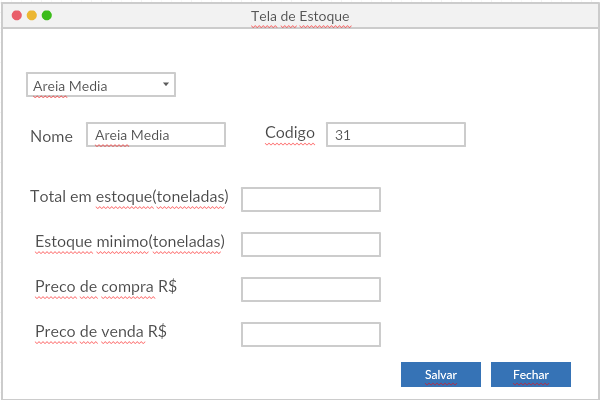 Tela de Estoque
Areia Media
Nome Areia Media Codigo 31
Total em estoque(toneladas)
Estoque minimo(toneladas)
Preco de compra R$
Preco de venda R$
Salvar Fechar